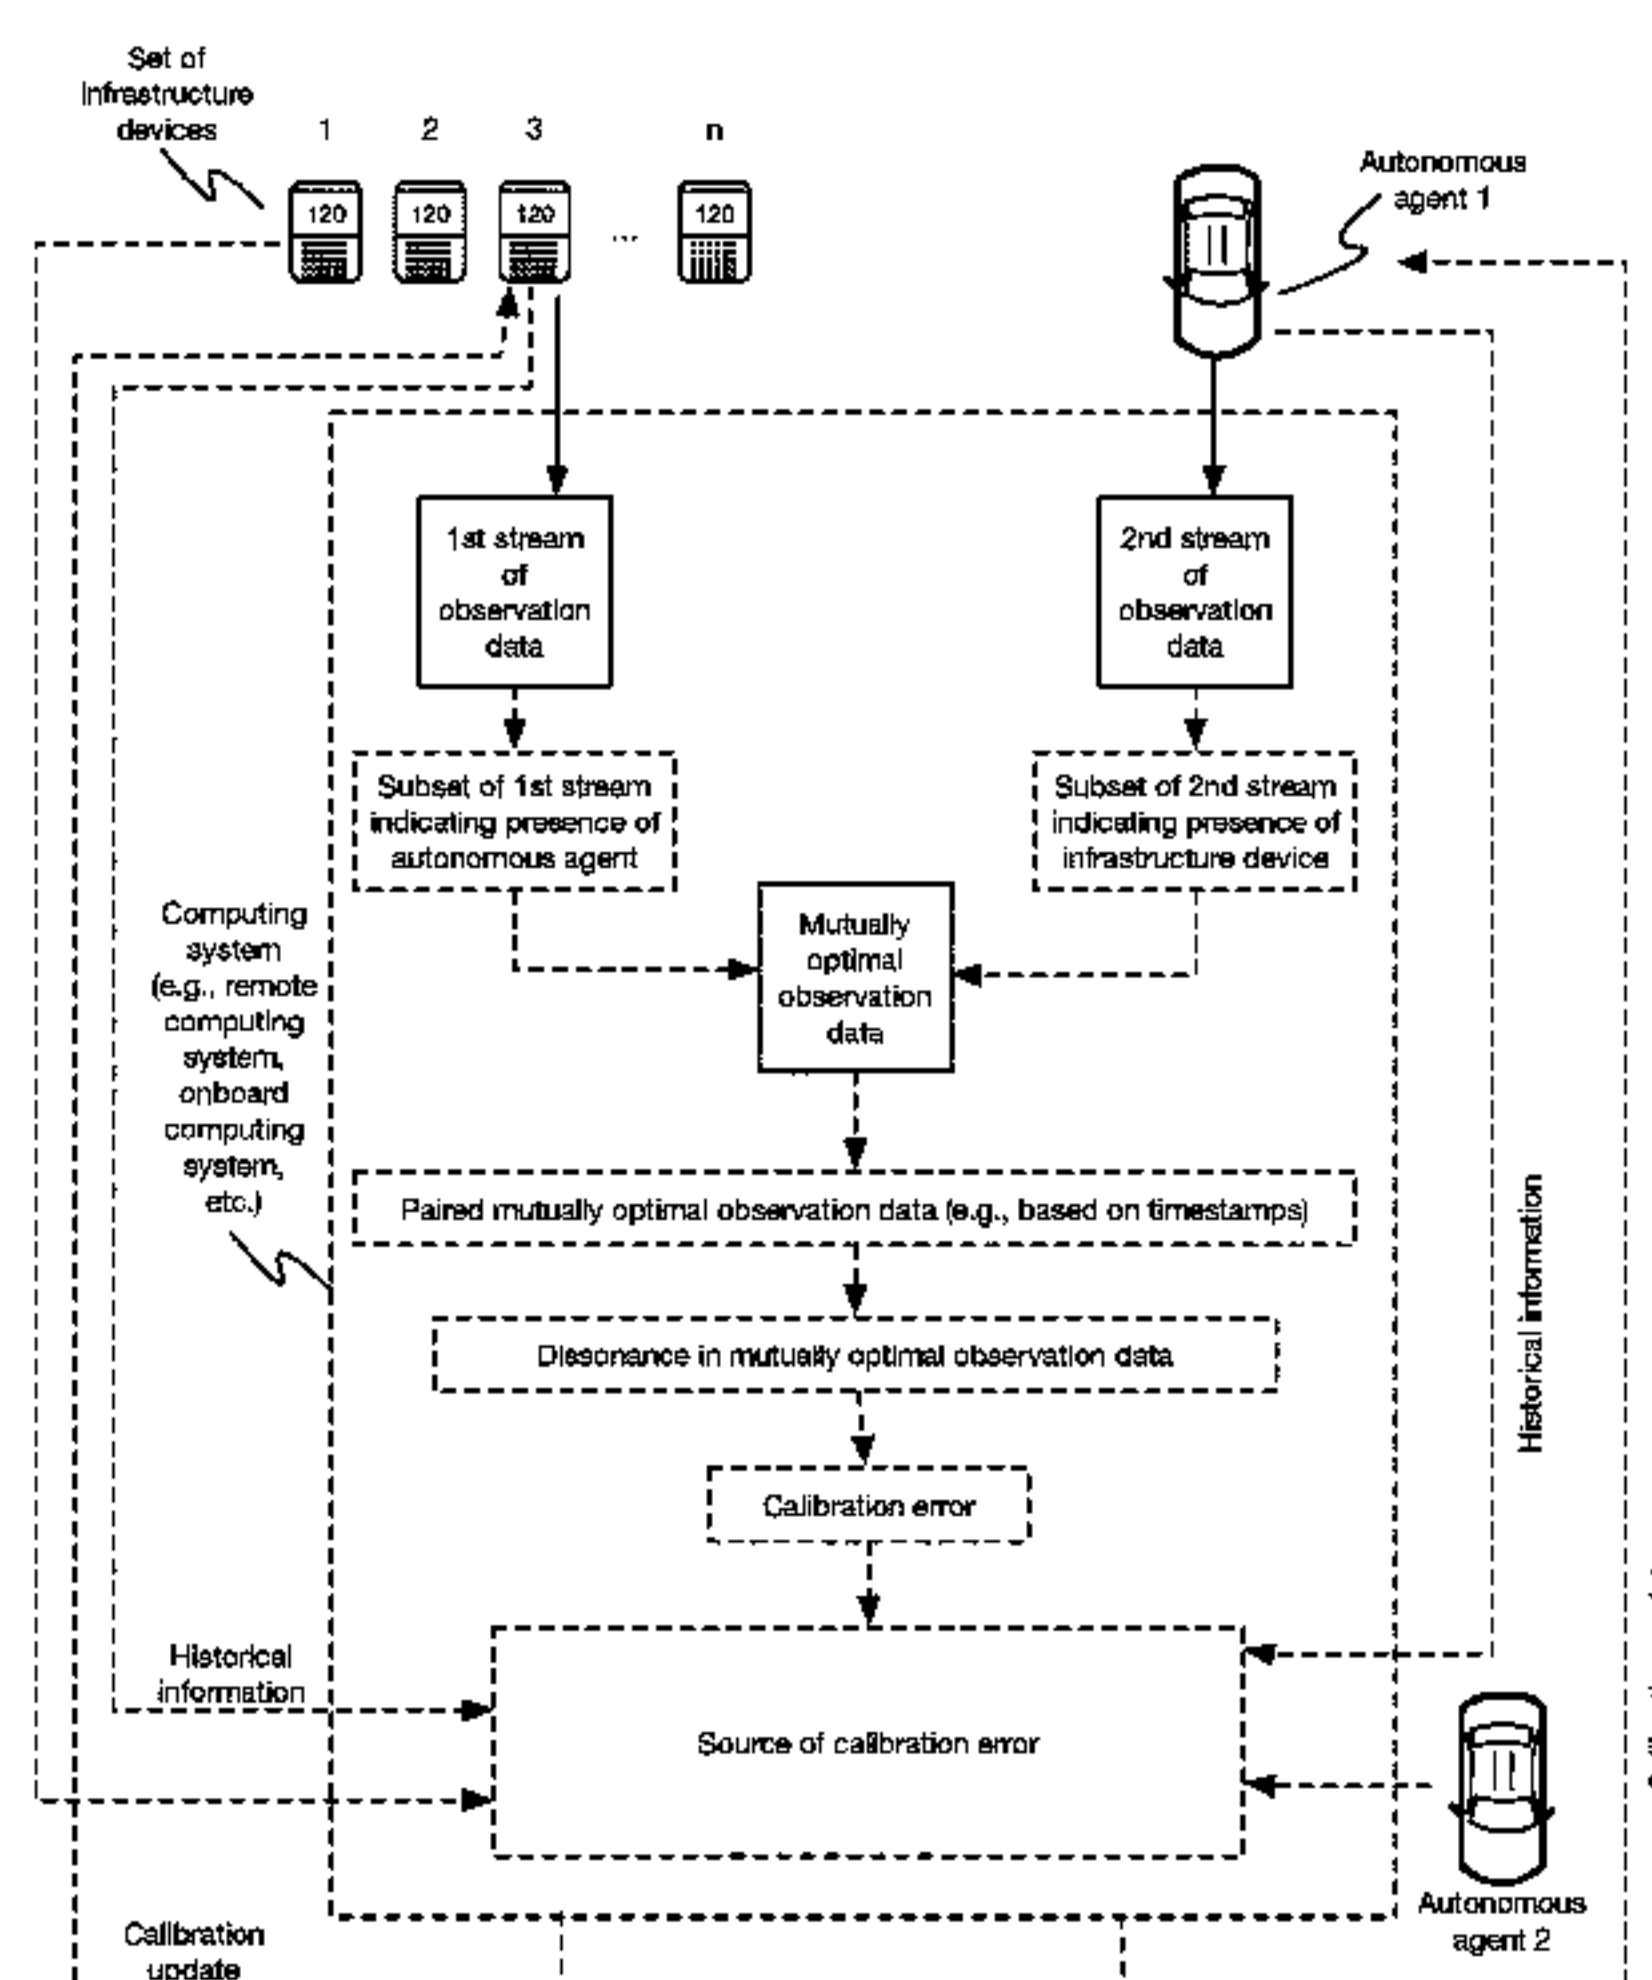 Set of
infrastructure
devices
1
2
3
n
120
120
120
...
120
Autonomous
agent 1
1st stream
of
observation
data
2nd stream
of
observation
data
Subset of 1st stream
indicating presence of
autonomous agent
Subset of 2nd stream
indicating presence of
infrastructure device
Mutually
optimal
observation
data
Computing
system
(e.g., remote
computing
system,
onboard
computing
system,
etc.)
Paired mutually optimal observation data (e.g., based on timestamps)
Historical information
Dissonance in mutually optimal observation data
Calibration error
Historical
information
Source of calibration error
Autonomous
agent 2
Calibration
update